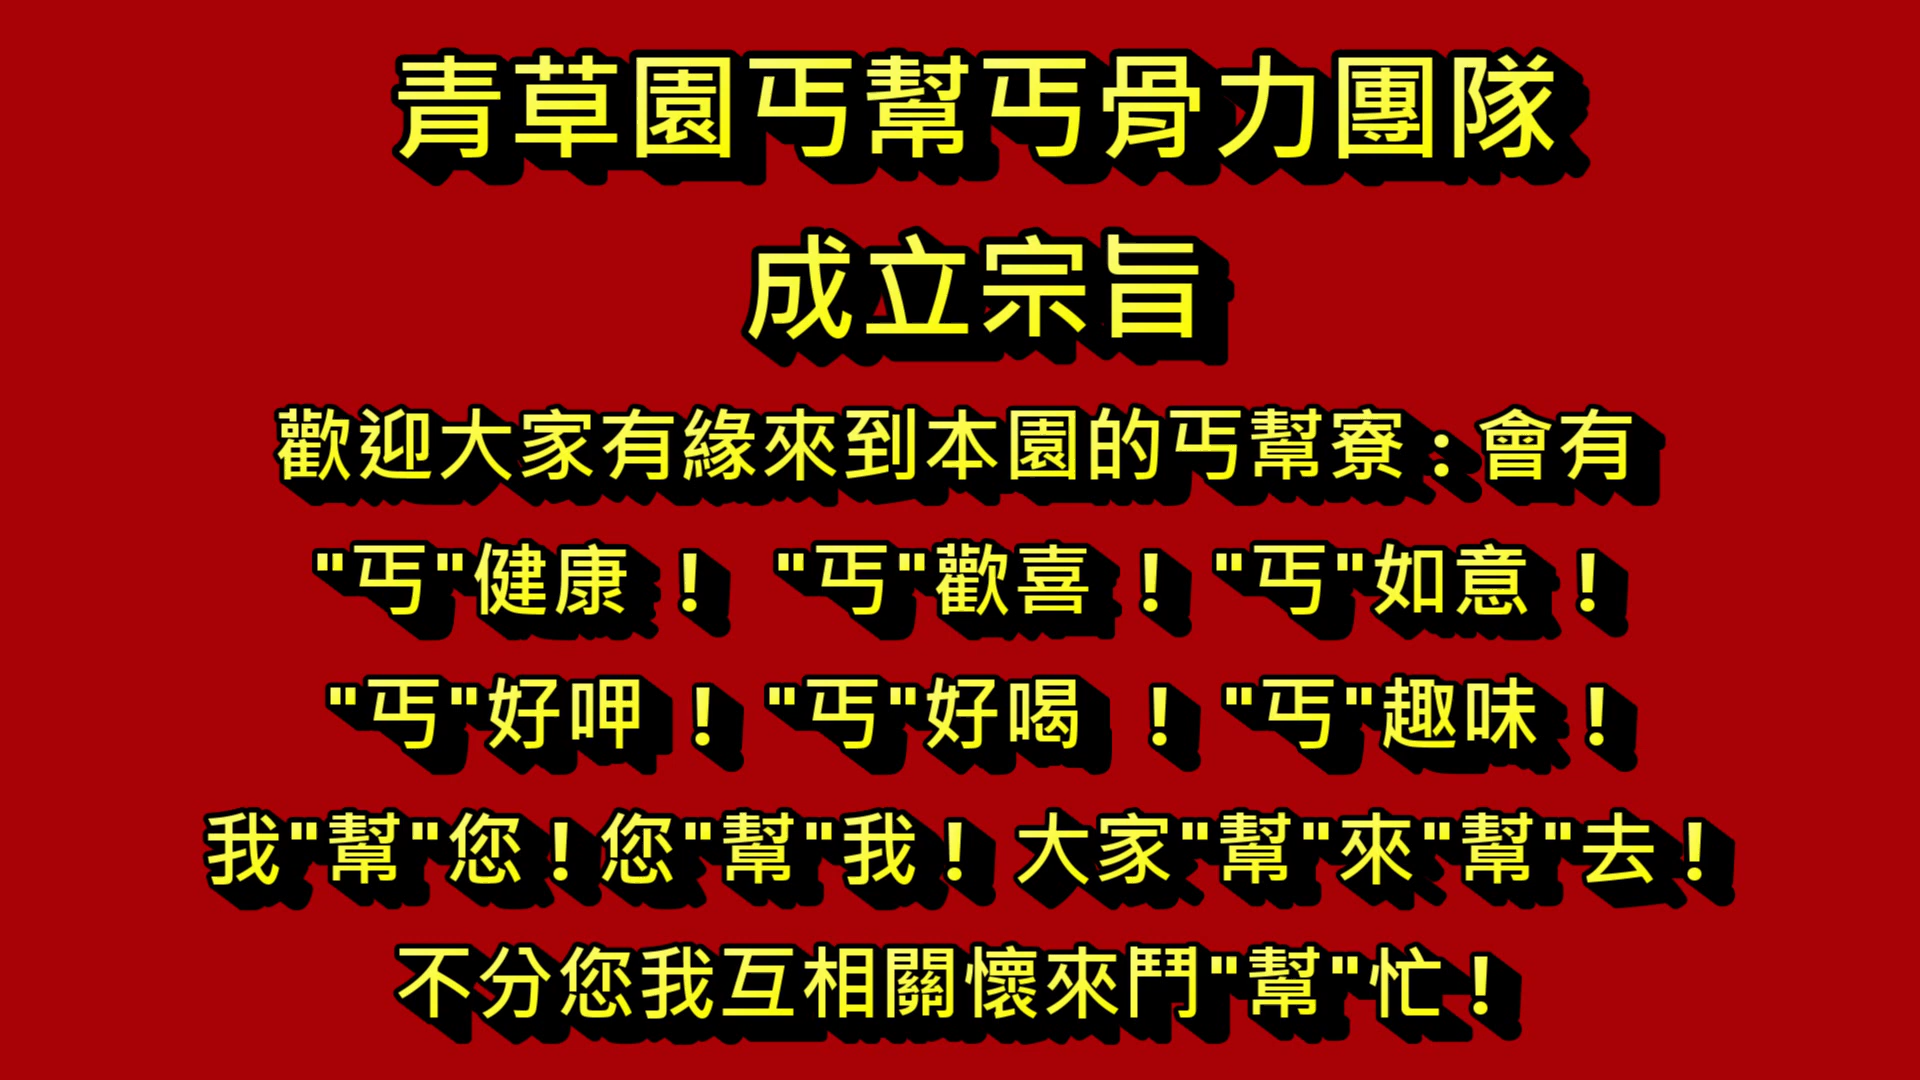 青草園丐幫丐骨力團隊
成立宗旨
歡迎大家有緣來到本園的丐幫寮：會有
"丐"健康 ！ "丐"歡喜 ！"丐"如意 ！
"丐"好呷 ！"丐"好喝 ！"丐"趣味 ！
我"幫"您！您"幫"我！大家"幫"來"幫"去！
不分您我互相關懷來鬥"幫"忙！